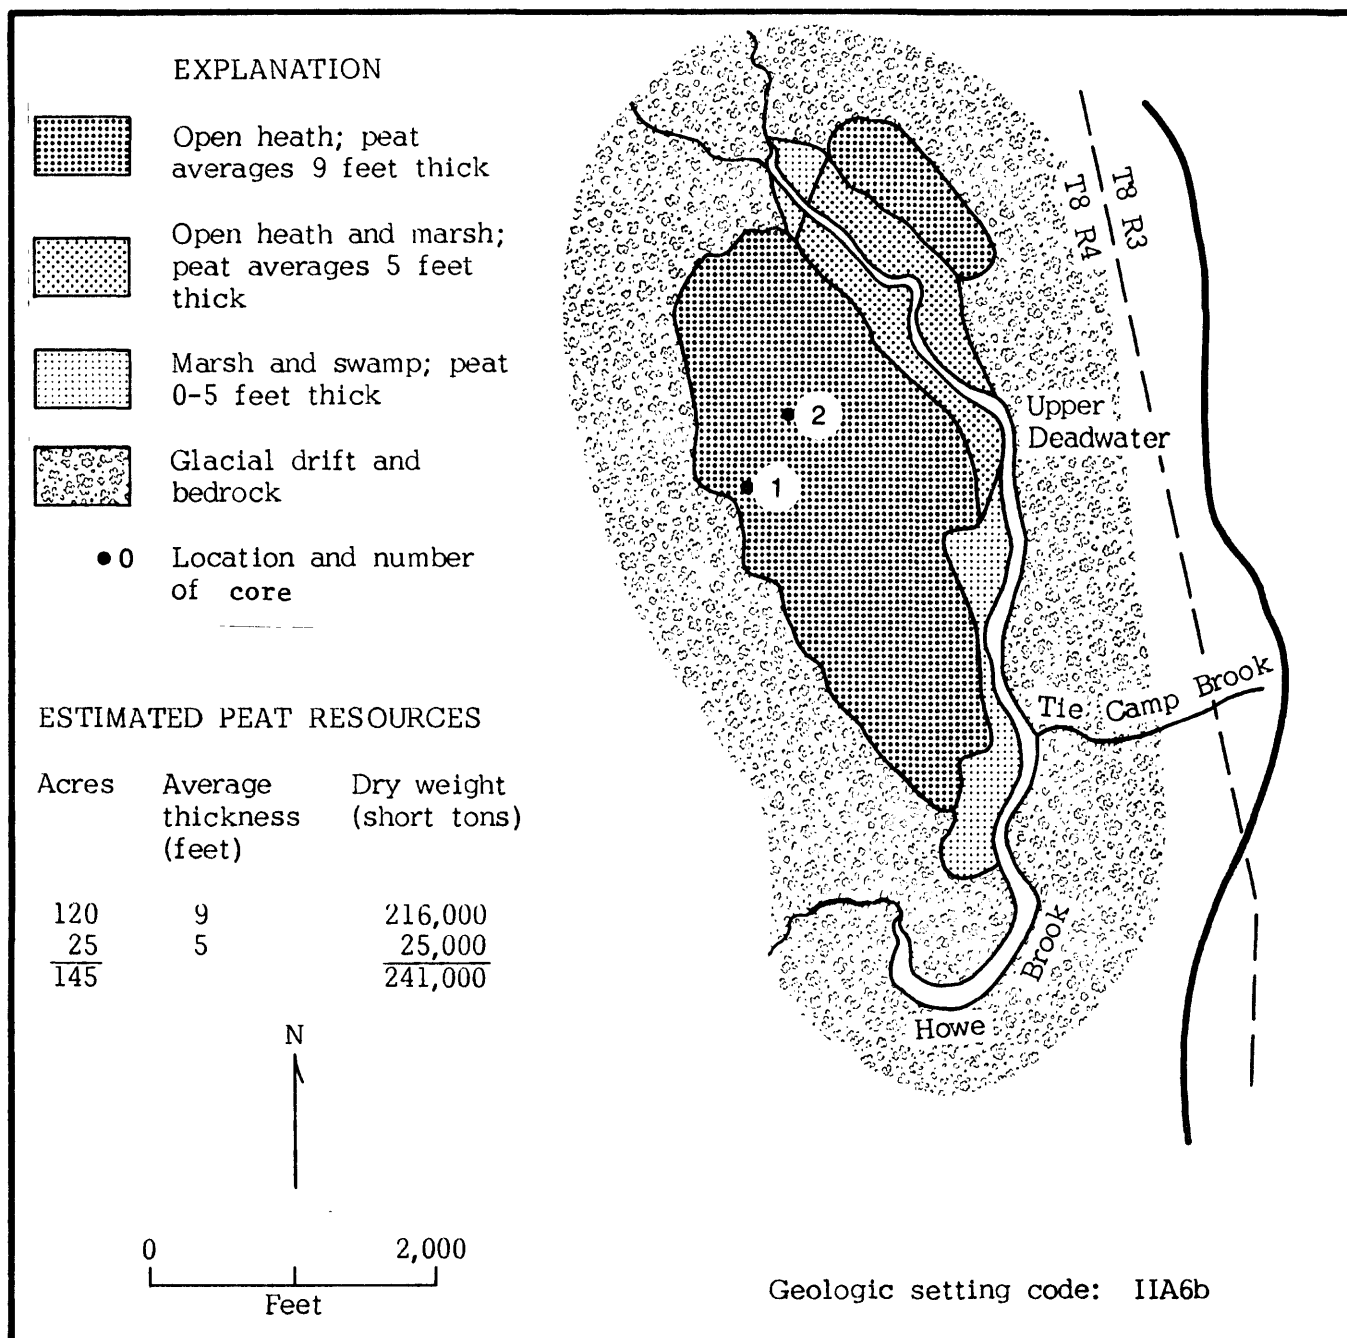 EXPLANATION
Open heath; peat
averages 9 feet thick
Open heath and marsh;
peat averages 5 feet
thick
Marsh and swamp; peat
0-5 feet thick
Glacial drift and
bedrock
0 Location and number
of core
ESTIMATED PEAT RESOURCES
Acres Average Dry weight
thickness (short tons)
(feet)
120 9 216,000
25 5 25,000
145 241,000
N
0 2,000
Feet
T8 R3
T8 R4
2
1
Upper
Deadwater
Tie Camp Brook
Howe Brook
Geologic setting code: IIA6b